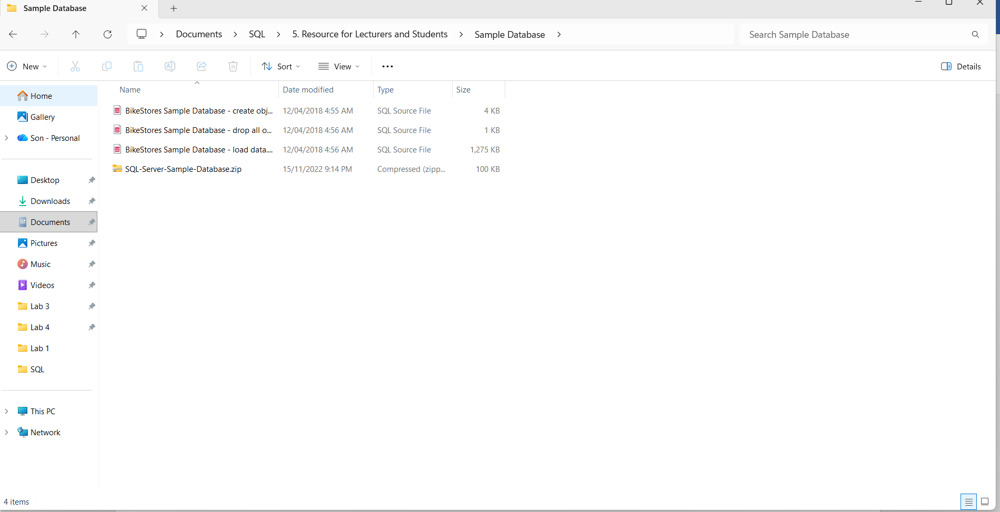 Sample Database
Documents > SQL > 5. Resource for Lecturers and Students > Sample Database >
Search Sample Database
New
Sort
View
Details
Name Date modified Type Size
BikeStores Sample Database - create obj... 12/04/2018 4:55 AM SQL Source File 4 KB
BikeStores Sample Database - drop all o... 12/04/2018 4:56 AM SQL Source File 1 KB
BikeStores Sample Database - load data.... 12/04/2018 4:56 AM SQL Source File 1,275 KB
SQL-Server-Sample-Database.zip 15/11/2022 9:14 PM Compressed (zipp... 100 KB
Home
Gallery
Son - Personal
Desktop
Downloads
Documents
Pictures
Music
Videos
Lab 3
Lab 4
Lab 1
SQL
This PC
Network
4 items